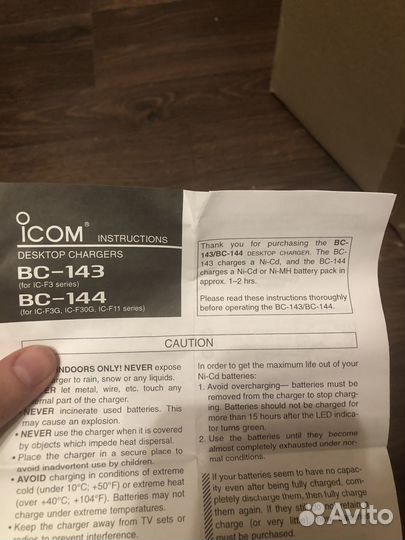 ICOM® INSTRUCTIONS
DESKTOP CHARGERS
BC-143
(for IC-F3 series)
BC-144
(for IC-F3G, IC-F30G, IC-F11 series)
Thank you for purchasing the BC-
143/BC-144 DESKTOP CHARGER. The BC-
143 charges a Ni-Cd, and the BC-144
charges a Ni-Cd or Ni-MH battery pack in
approx. 1–2 hrs.
Please read these instructions thoroughly
before operating the BC-143/BC-144.
CAUTION
INDOORS ONLY! NEVER expose
charger to rain, snow or any liquids.
let metal, wire, etc. touch any
part of the charger.
• NEVER incinerate used batteries. This
may cause an explosion.
• NEVER use the charger when it is covered
by objects which impede heat dispersal.
• Place the charger in a secure place to
avoid inadvertent use by children.
• AVOID charging in conditions of extreme
cold (under 10°C; +50°F) or extreme heat
(over +40°C; +104°F). Batteries may not
charge under extreme temperatures.
• Keep the charger away from TV sets or
radios to prevent interference.
In order to get the maximum life out of your
Ni-Cd batteries:
1. Avoid overcharging— batteries must be
removed from the charger to stop charg-
ing. Batteries should not be charged for
more than 15 hours after the LED indica-
tor turns green.
2. Use the batteries until they become
almost completely exhausted under nor-
mal conditions.
If your batteries seem to have no capac-
ity even after being fully charged, com-
pletely discharge them, then fully charge
them again. If they still do not retain
charge (or very little)
must be purchased.
Avito